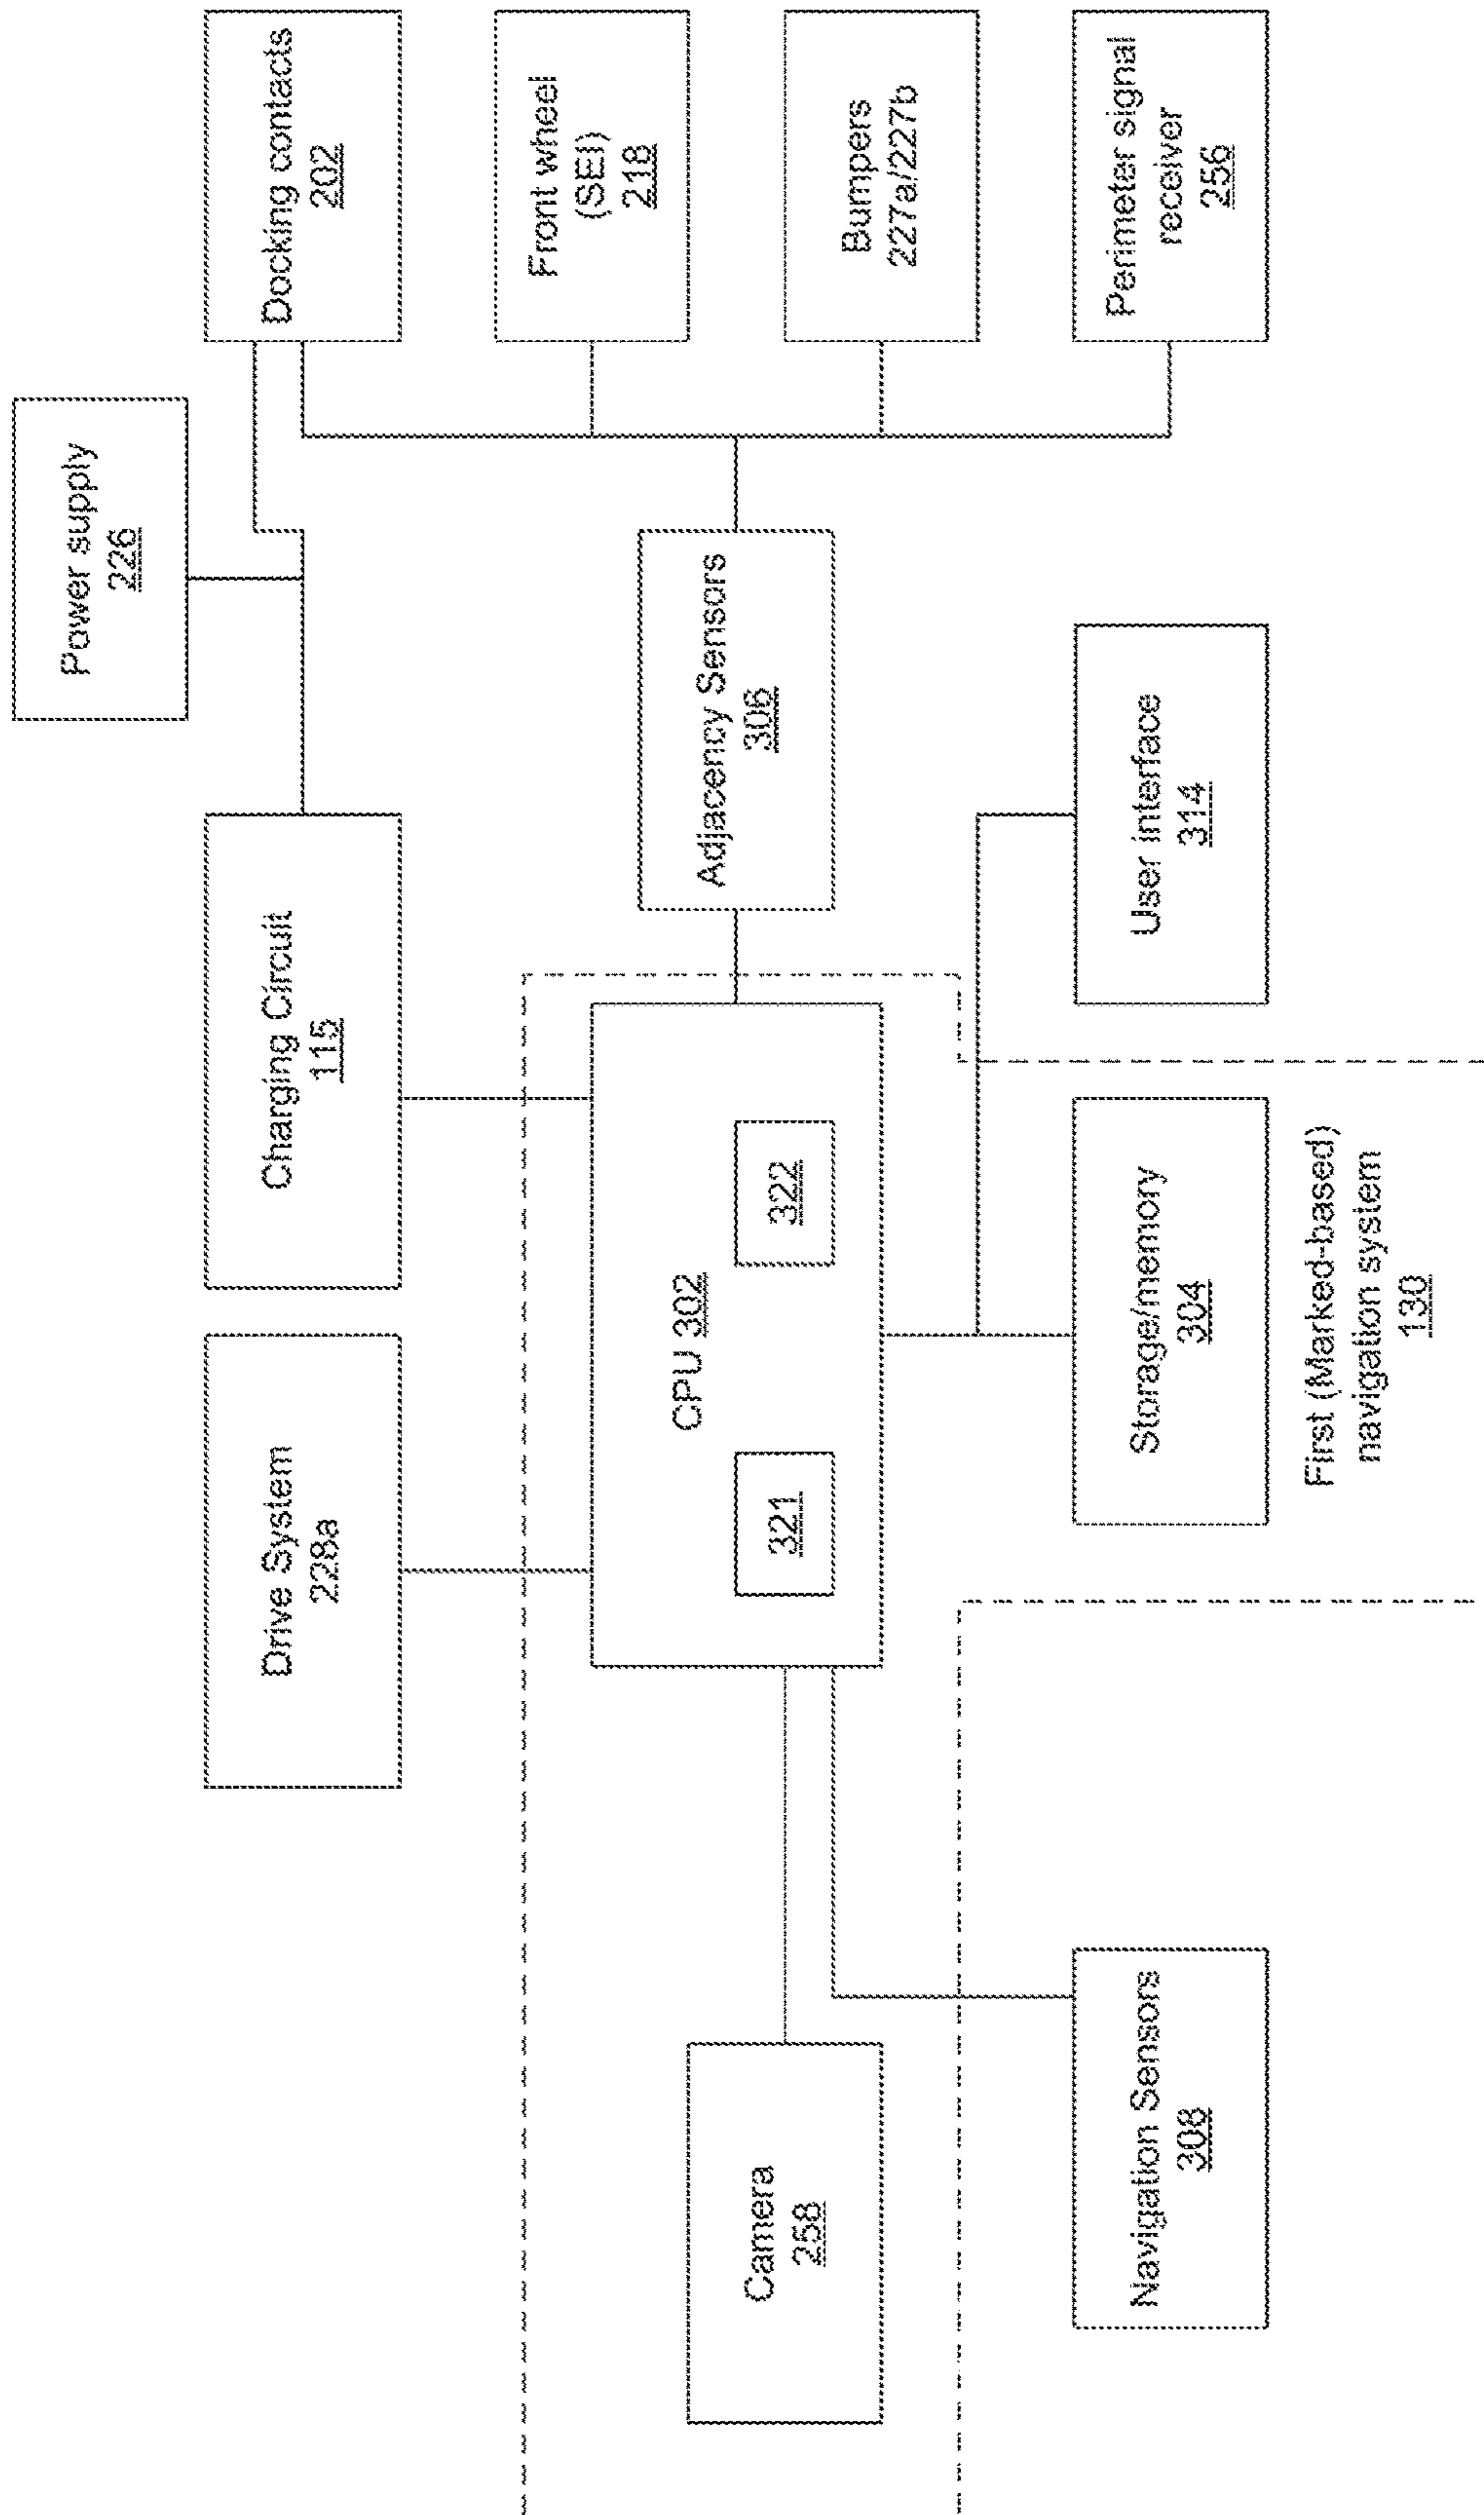 Power supply
226
Drive System
228a
Charging Circuit
115
Docking contacts
202
Front wheel
(SEI)
218
CPU 302
321
322
Adjacency Sensors
306
Camera
258
Bumpers
227a/227b
Navigation Sensors
308
Storage/memory
304
User interface
314
Perimeter signal
receiver
256
First (Marked-based)
navigation system
130